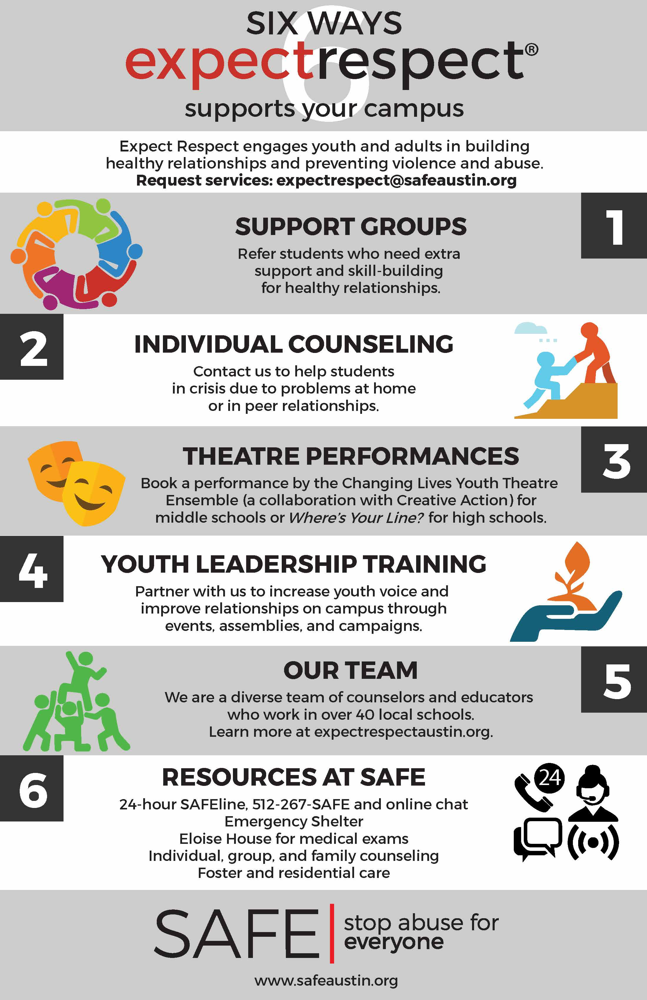 SIX WAYS
expectrespect®
supports your campus
Expect Respect engages youth and adults in building
healthy relationships and preventing violence and abuse.
Request services: expectrespect@safeaustin.org
1
SUPPORT GROUPS
Refer students who need extra
support and skill-building
for healthy relationships.
2
INDIVIDUAL COUNSELING
Contact us to help students
in crisis due to problems at home
or in peer relationships.
3
THEATRE PERFORMANCES
Book a performance by the Changing Lives Youth Theatre
Ensemble (a collaboration with Creative Action) for
middle schools or Where's Your Line? for high schools.
4
YOUTH LEADERSHIP TRAINING
Partner with us to increase youth voice and
improve relationships on campus through
events, assemblies, and campaigns.
5
OUR TEAM
We are a diverse team of counselors and educators
who work in over 40 local schools.
Learn more at expectrespectaustin.org.
6
RESOURCES AT SAFE
24-hour SAFEline, 512-267-SAFE and online chat
Emergency Shelter
Eloise House for medical exams
Individual, group, and family counseling
Foster and residential care
24
SAFE
stop abuse for
everyone
www.safeaustin.org